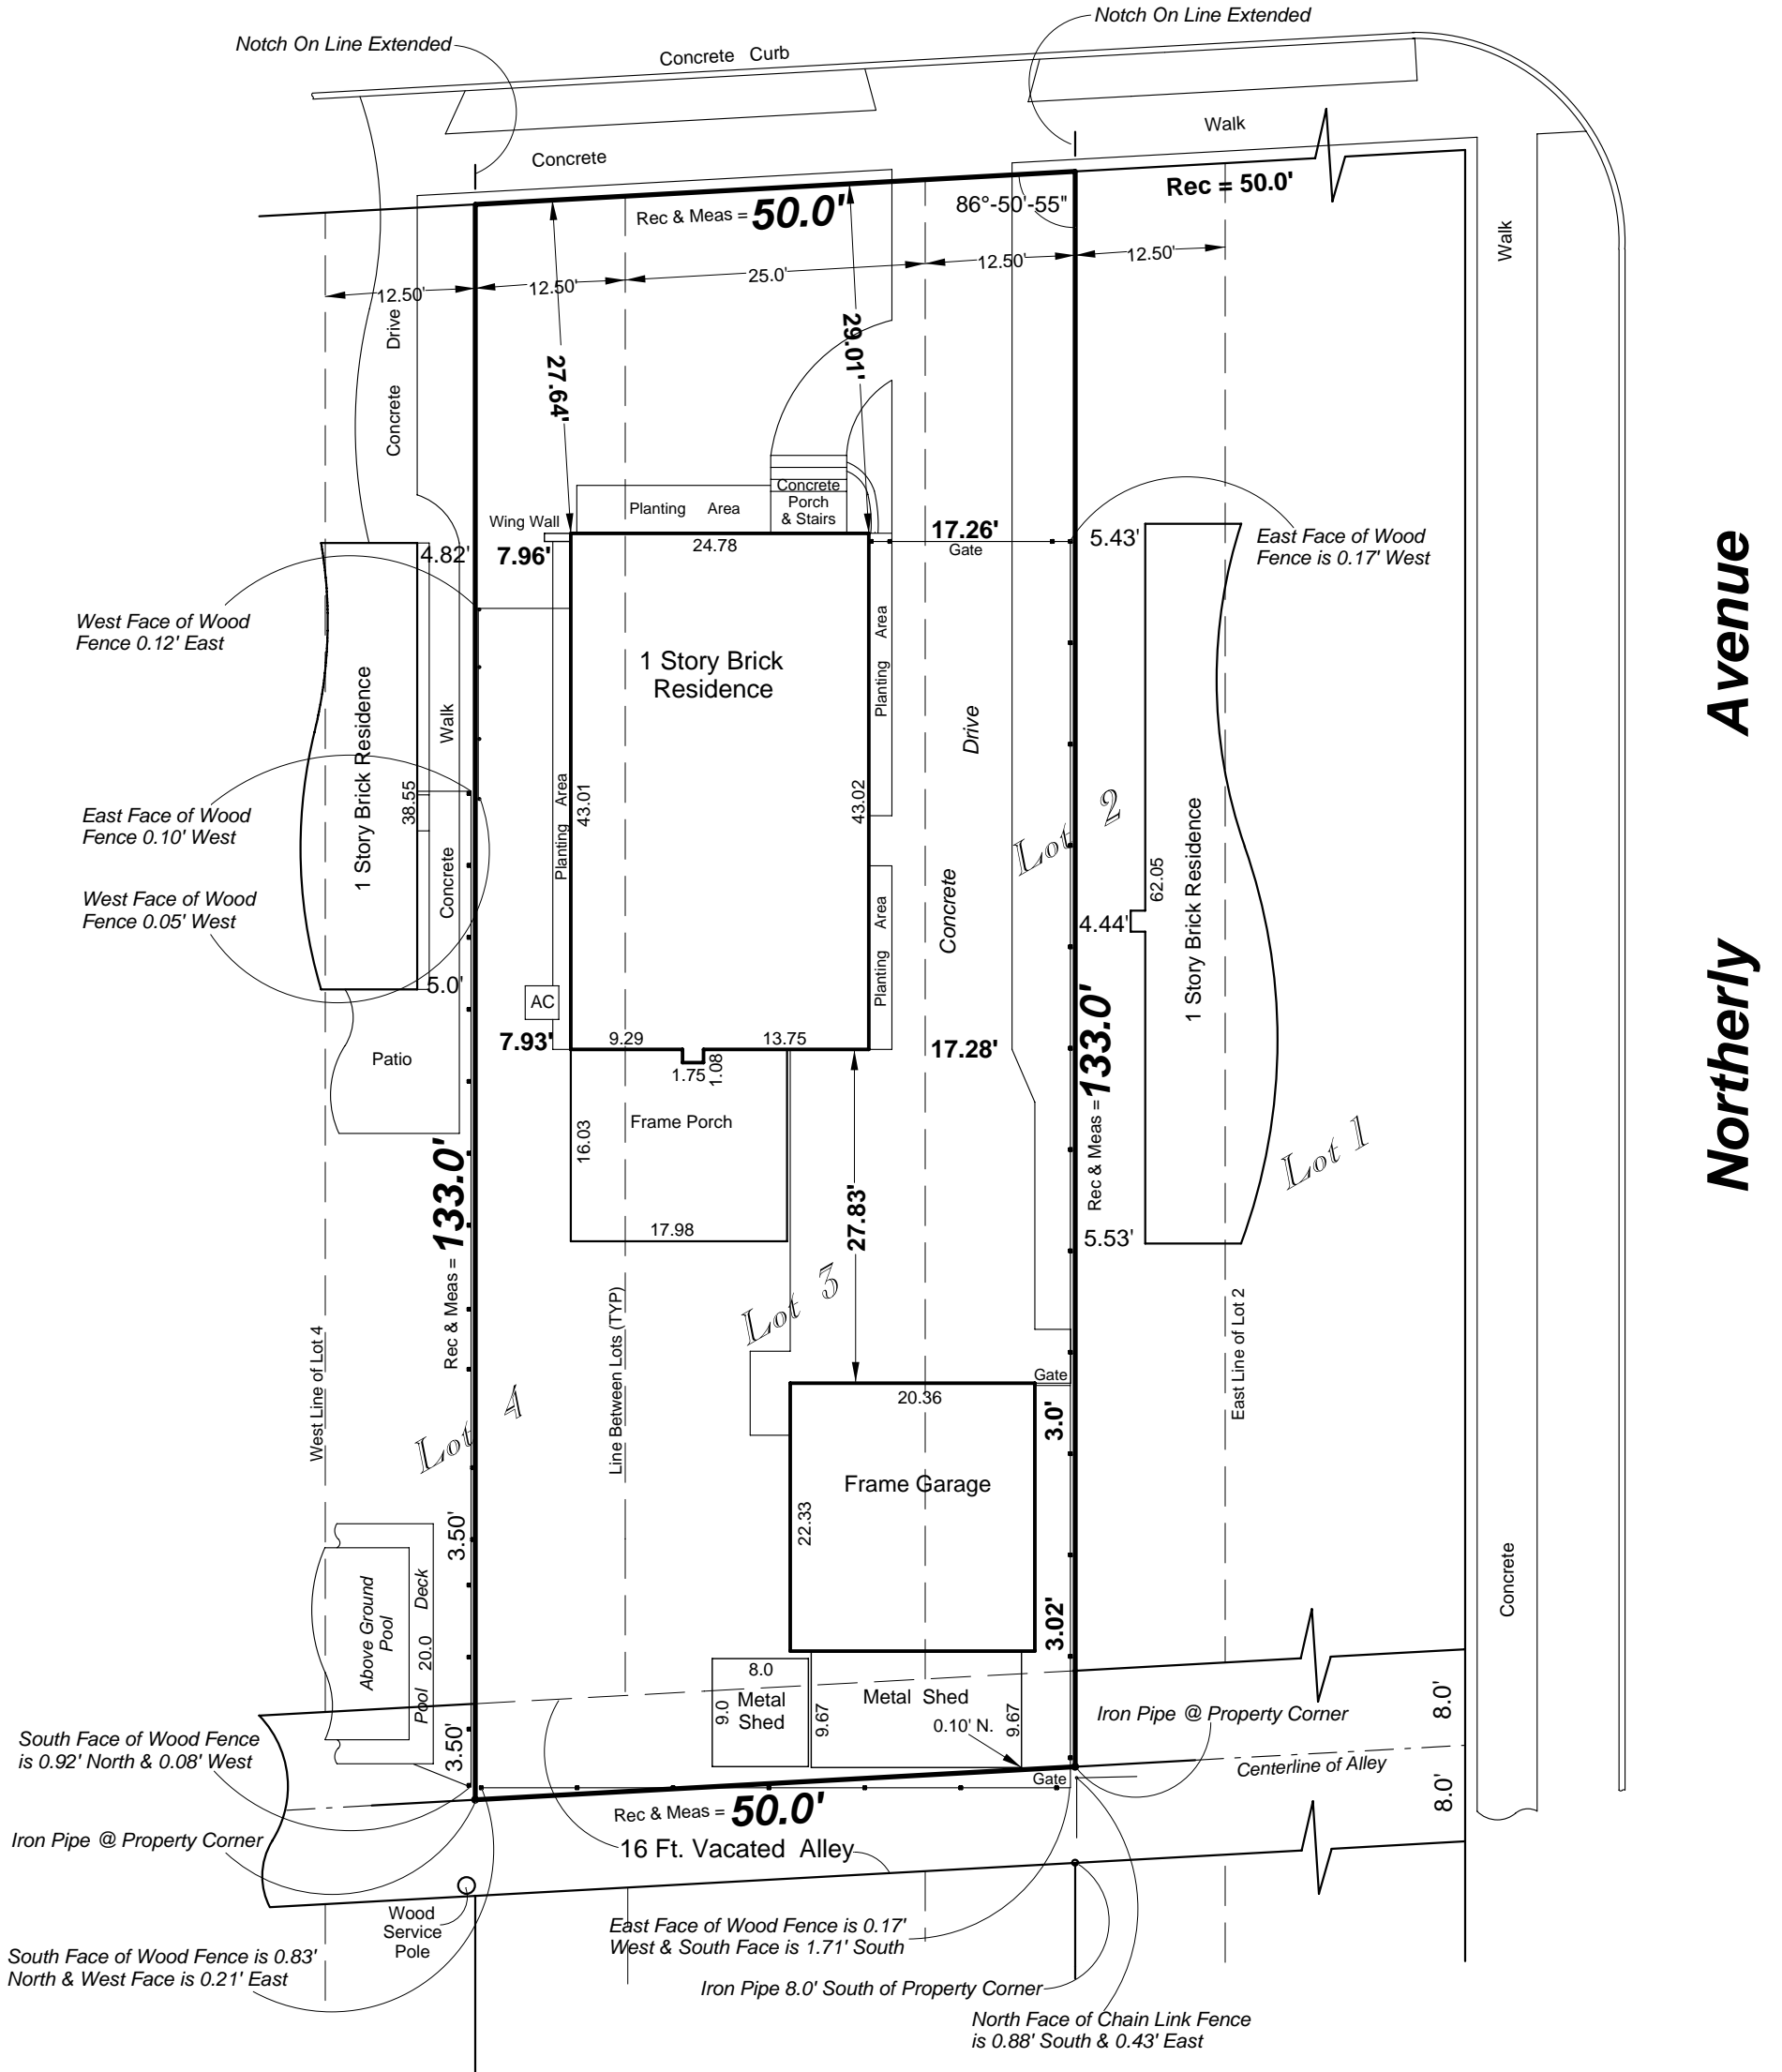 Notch On Line Extended
Notch On Line Extended
Concrete Curb
Walk
Concrete
Rec = 50.0'
Rec & Meas = 50.0'
86°-50'-55"
Walk
12.50'
12.50'
25.0'
12.50'
12.50'
Concrete Drive
27.64'
29.01'
Concrete
Porch
& Stairs
Planting Area
Wing Wall
24.78
17.26'
Gate
4.82'
7.96'
5.43'
East Face of Wood
Fence is 0.17' West
Avenue
West Face of Wood
Fence 0.12' East
1 Story Brick
Residence
Planting Area
1 Story Brick Residence
Walk
Drive
38.55
Planting Area
43.01
43.02
Lot 2
East Face of Wood
Fence 0.10' West
62.05
1 Story Brick Residence
Concrete
Concrete
West Face of Wood
Fence 0.05' West
4.44'
Planting Area
5.0'
AC
7.93'
9.29
13.75
17.28'
1.75
1.08
Patio
Rec & Meas = 133.0'
Northerly
Frame Porch
16.03
Lot 1
17.98
27.83'
5.53'
Rec & Meas = 133.0'
Lot 3
West Line of Lot 4
Line Between Lots (TYP)
East Line of Lot 2
Gate
20.36
3.0'
Lot 4
Frame Garage
22.33
3.50'
Above Ground
Pool
Pool 20.0 Deck
Concrete
3.02'
8.0
Metal
Shed
9.0
Metal Shed
9.67
9.67
0.10' N.
Iron Pipe @ Property Corner
8.0'
South Face of Wood Fence
is 0.92' North & 0.08' West
3.50'
Centerline of Alley
8.0'
Gate
Rec & Meas = 50.0'
Iron Pipe @ Property Corner
16 Ft. Vacated Alley
Wood
Service
Pole
East Face of Wood Fence is 0.17'
West & South Face is 1.71' South
South Face of Wood Fence is 0.83'
North & West Face is 0.21' East
Iron Pipe 8.0' South of Property Corner
North Face of Chain Link Fence
is 0.88' South & 0.43' East